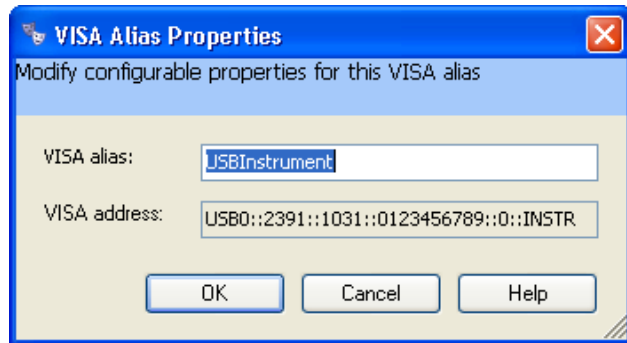 VISA Alias Properties
Modify configurable properties for this VISA alias
VISA alias: USBInstrument
VISA address: USB0::2391::1031::0123456789::0::INSTR
OK Cancel Help